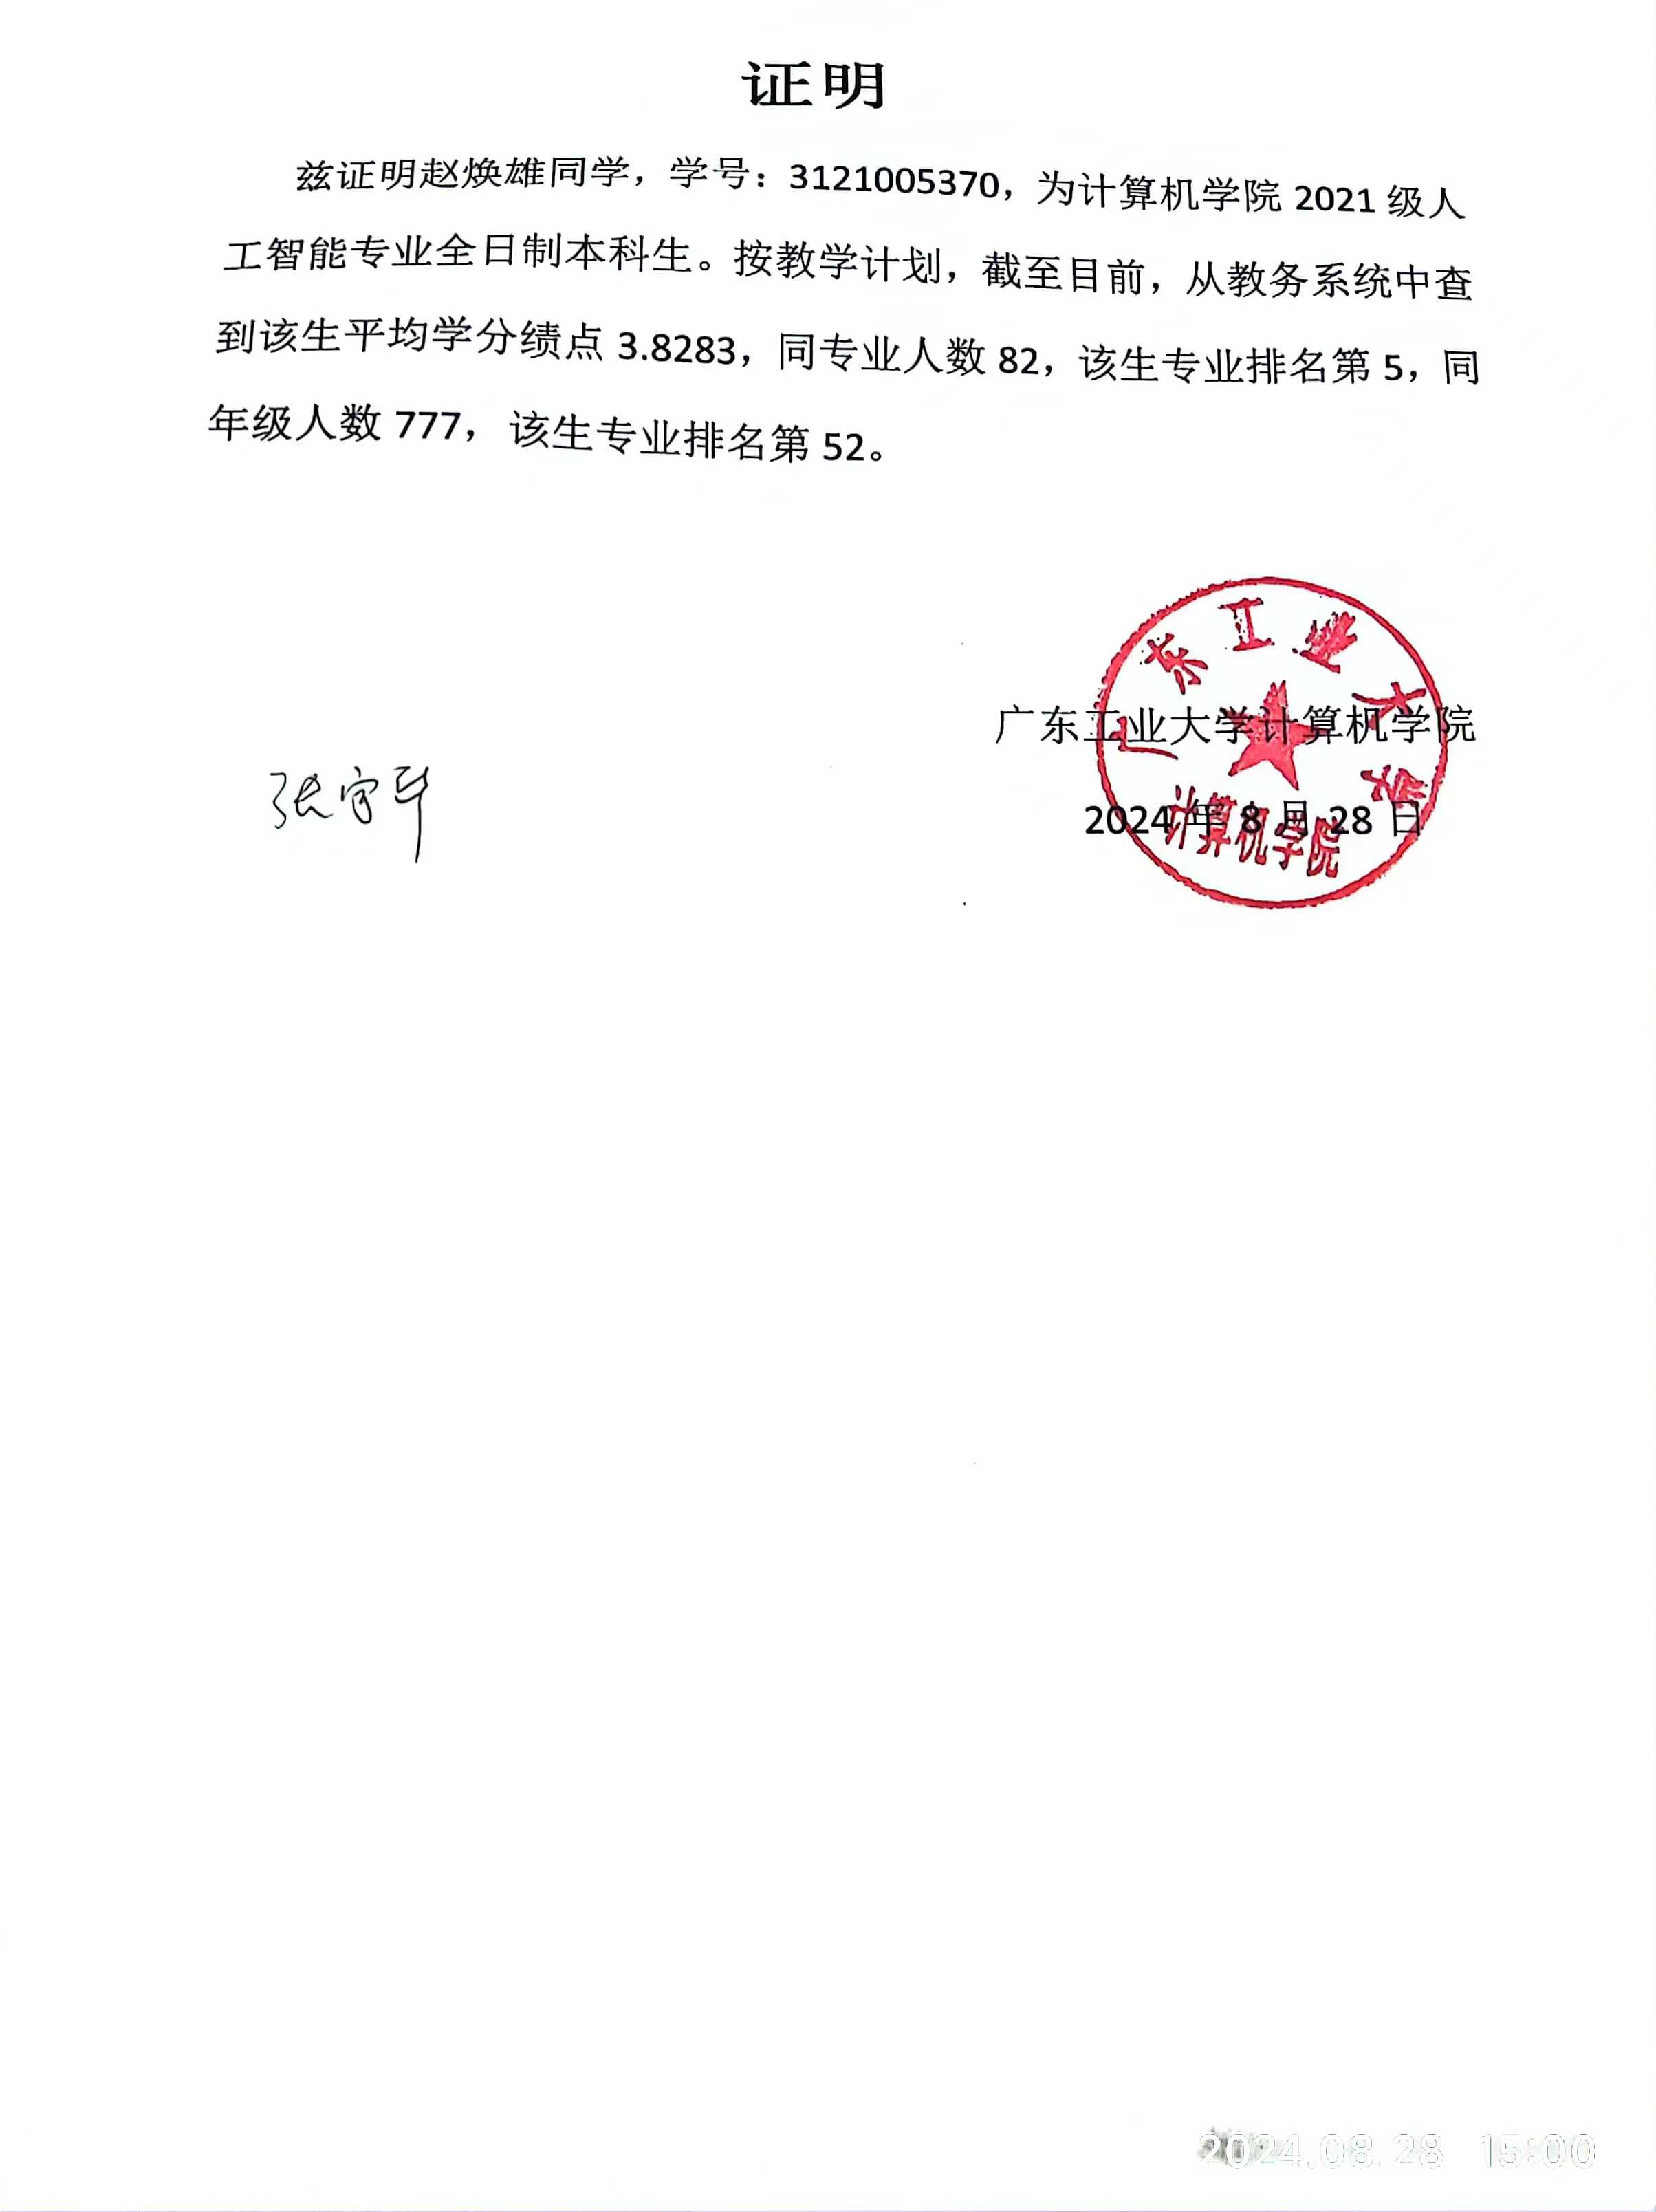 证明
兹证明赵焕雄同学，学号：3121005370，为计算机学院 2021 级人
工智能专业全日制本科生。按教学计划，截至目前，从教务系统中查
到该生平均学分绩点 3.8283，同专业人数 82，该生专业排名第 5，同
年级人数 777，该生专业排名第 52。
广东工业大学
广东工业大学计算机学院
张宇
2024 年 8 月 28 日
计算机学院
2024.08.28 15:00